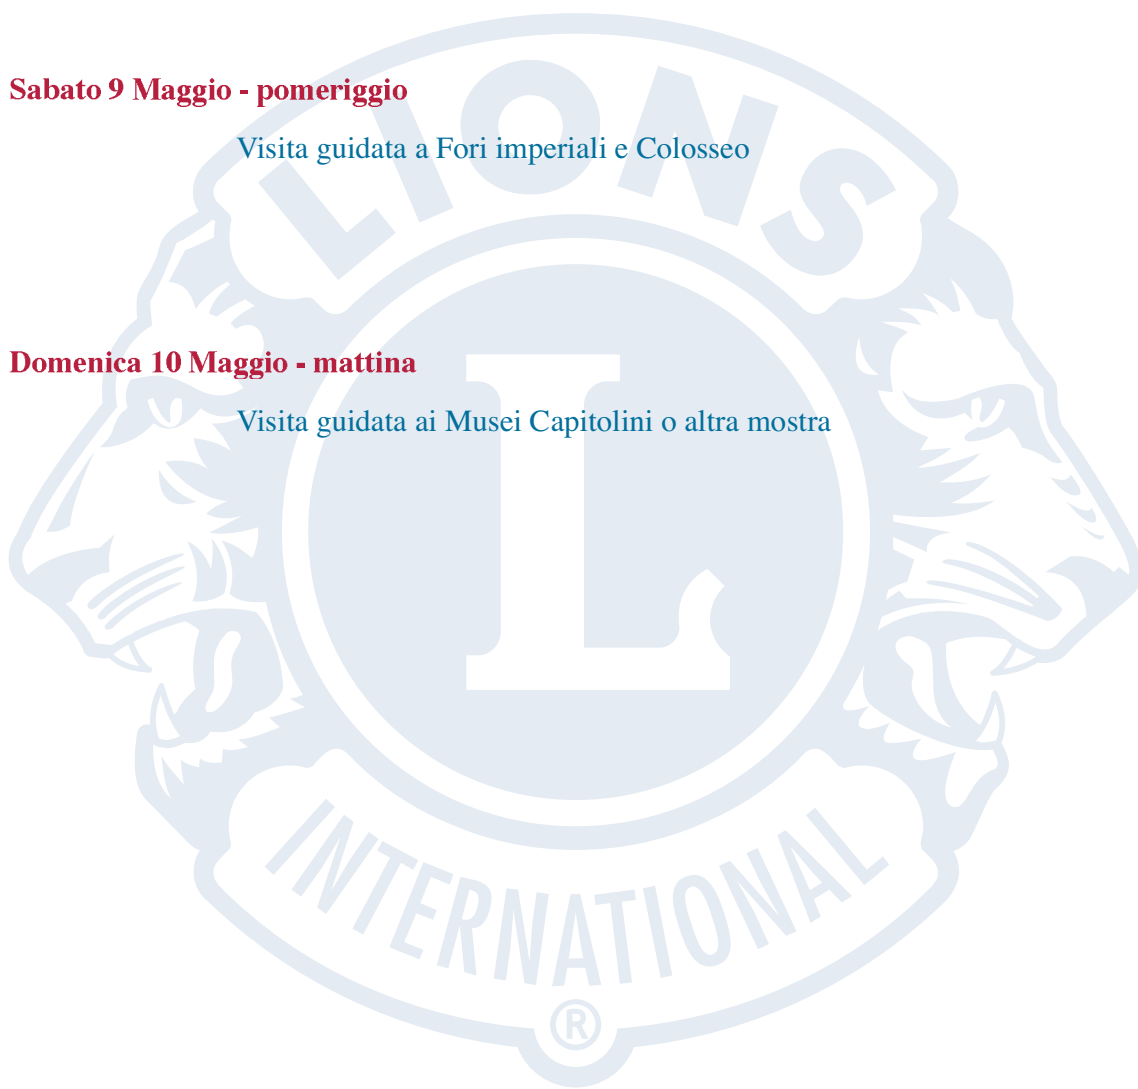 LIONS
Sabato 9 Maggio - pomeriggio
Visita guidata a Fori imperiali e Colosseo
Domenica 10 Maggio - mattina
Visita guidata ai Musei Capitolini o altra mostra
L
INTERNATIONAL
®